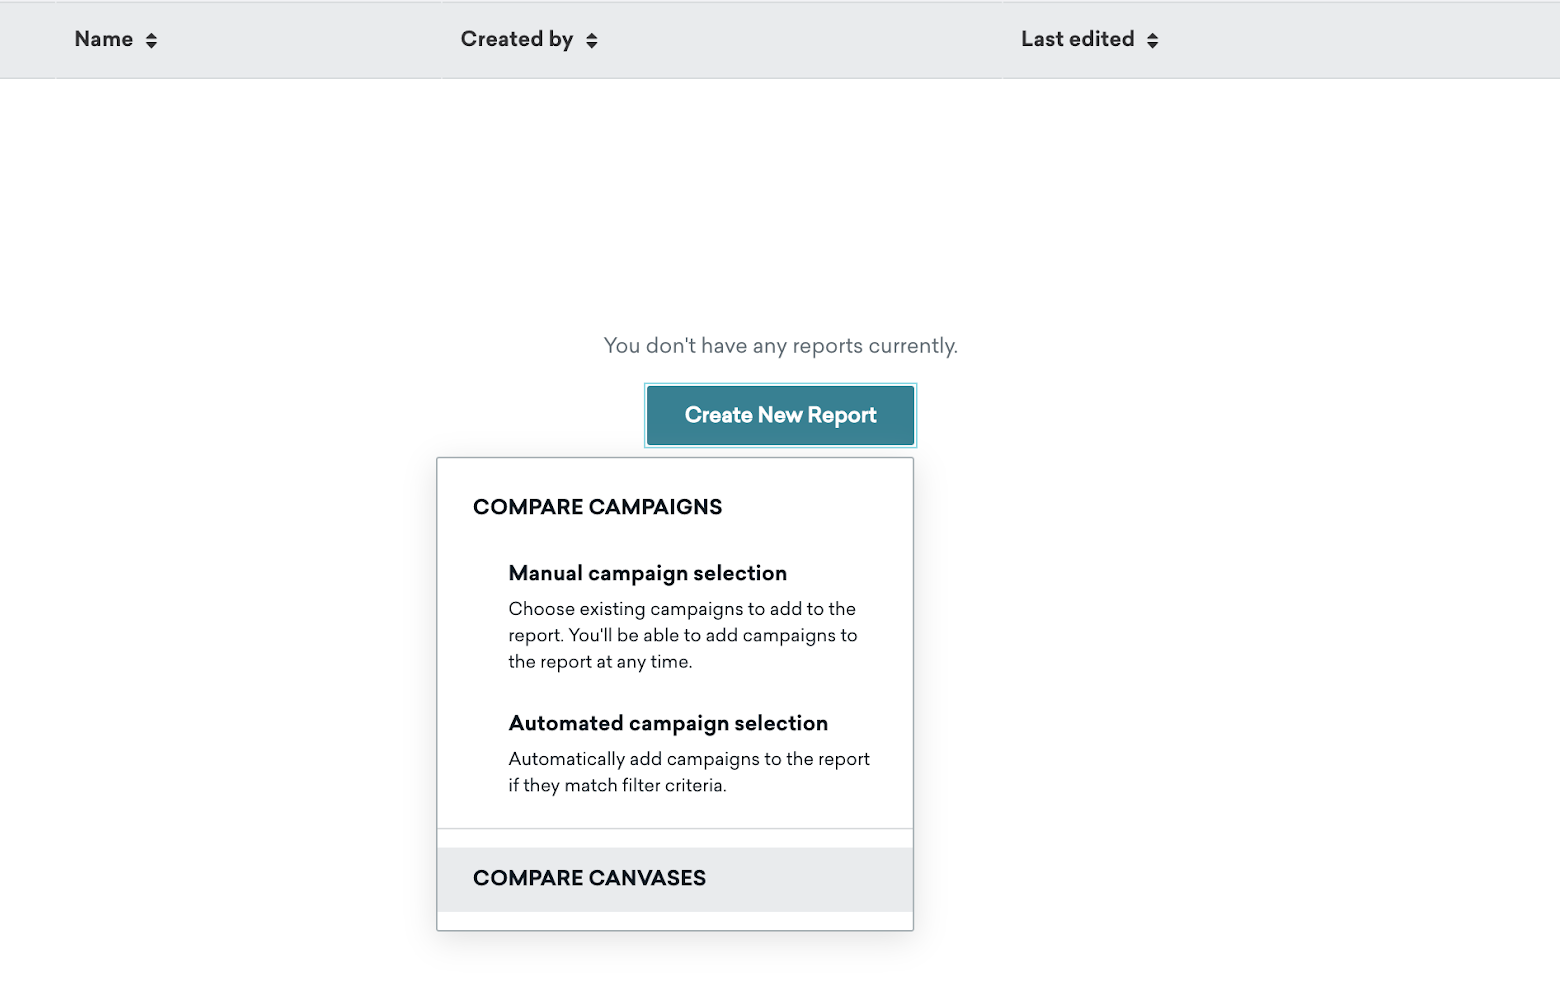 Name
Created by
Last edited
You don't have any reports currently.
Create New Report
COMPARE CAMPAIGNS
Manual campaign selection
Choose existing campaigns to add to the
report. You'll be able to add campaigns to
the report at any time.
Automated campaign selection
Automatically add campaigns to the report
if they match filter criteria.
COMPARE CANVASES